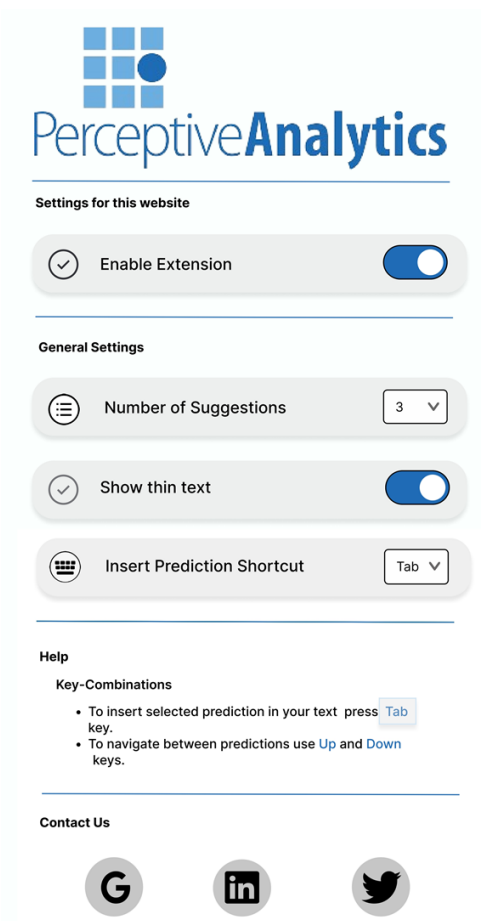 PerceptiveAnalytics
Settings for this website
Enable Extension
General Settings
Number of Suggestions 3
Show thin text
Insert Prediction Shortcut Tab
Help
Key-Combinations
• To insert selected prediction in your text press Tab
key.
• To navigate between predictions use Up and Down
keys.
Contact Us
G in